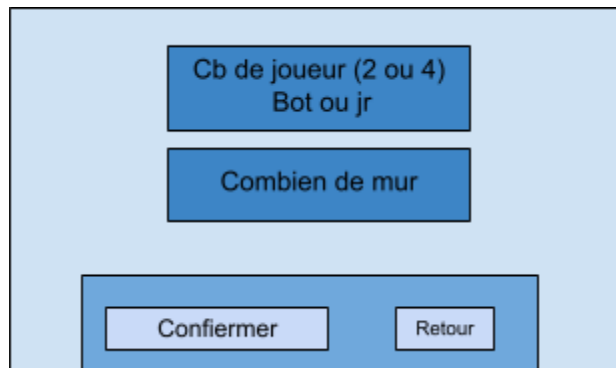 Cb de joueur (2 ou 4)
Bot ou jr
Combien de mur
Confiermer
Retour